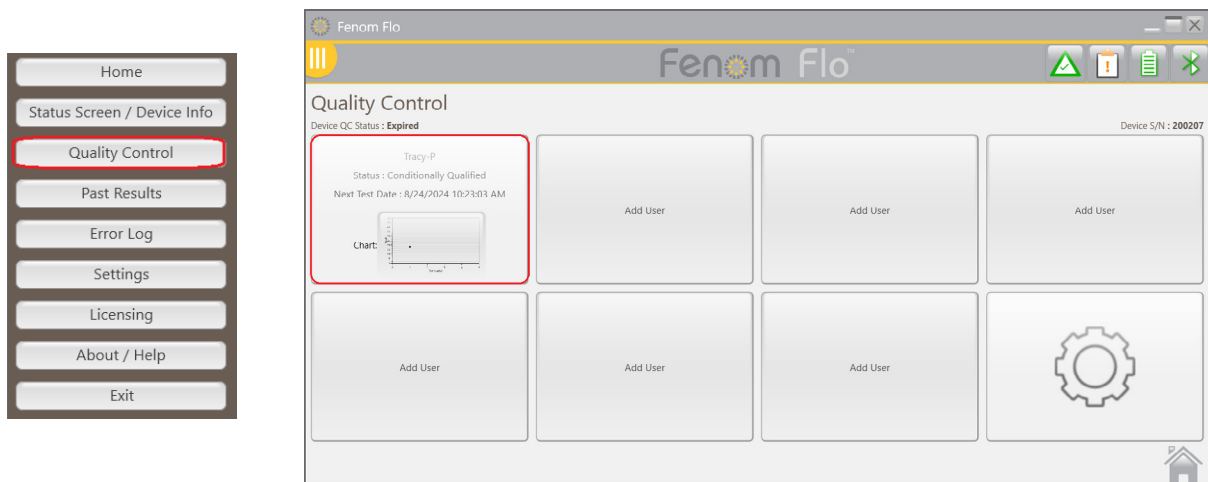 Home
Status Screen / Device Info
Quality Control
Past Results
Error Log
Settings
Licensing
About / Help
Exit
Fenom Flo
Fenom Flo™
Quality Control
Device QC Status : Expired
Device S/N : 200207
Tracy-P
Status : Conditionally Qualified
Next Test Date : 8/24/2024 10:23:03 AM
Chart:
Add User
Add User
Add User
Add User
Add User
Add User